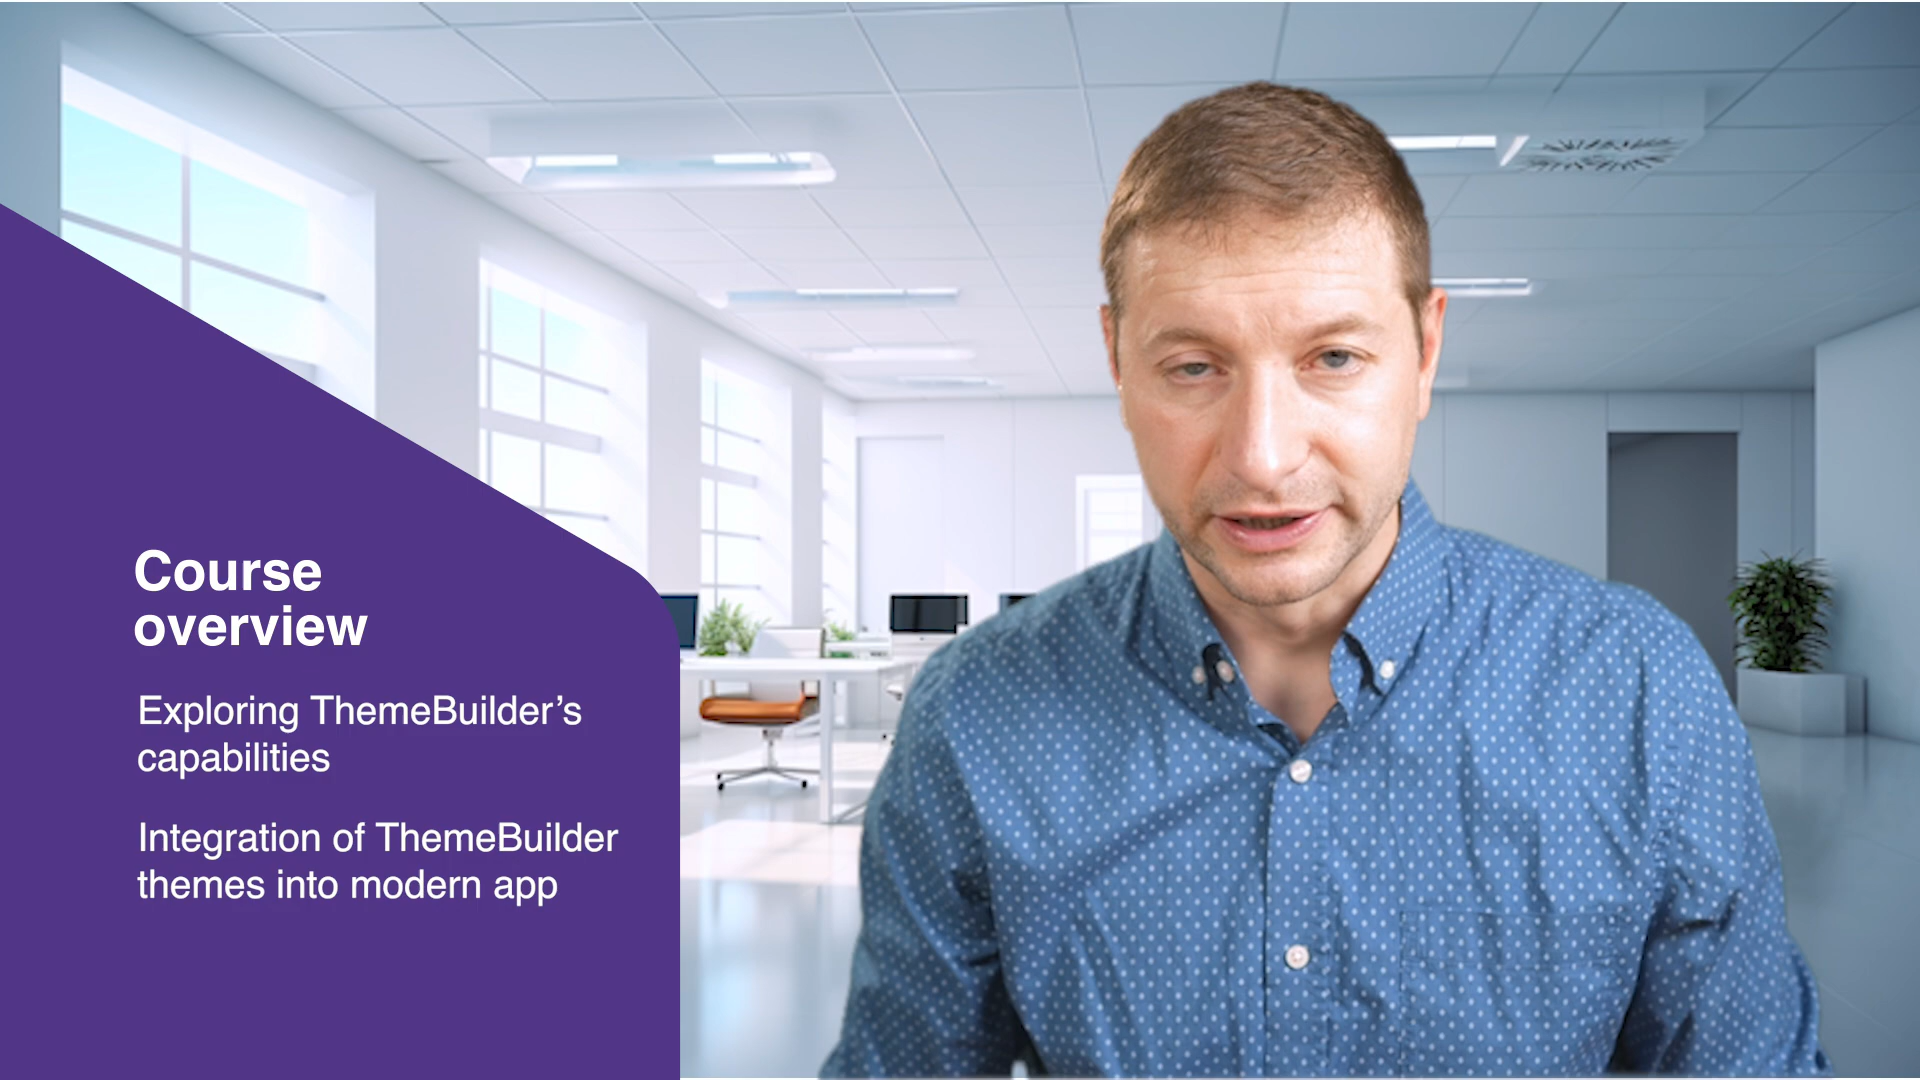 Course
overview
Exploring ThemeBuilder’s
capabilities
Integration of ThemeBuilder
themes into modern app